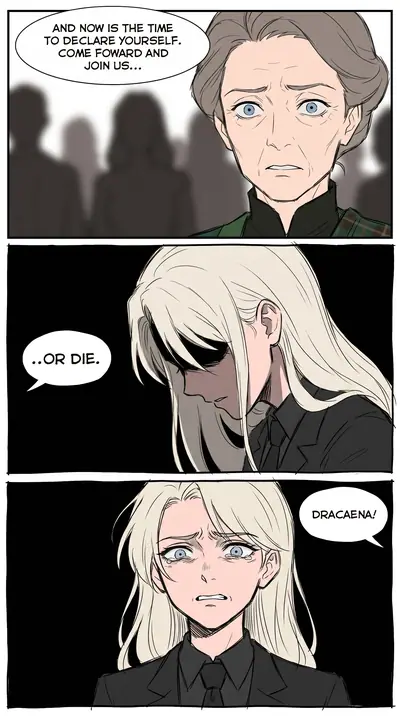 AND NOW IS THE TIME
TO DECLARE YOURSELF.
COME FOWARD AND
JOIN US...
..OR DIE.
DRACAENA!